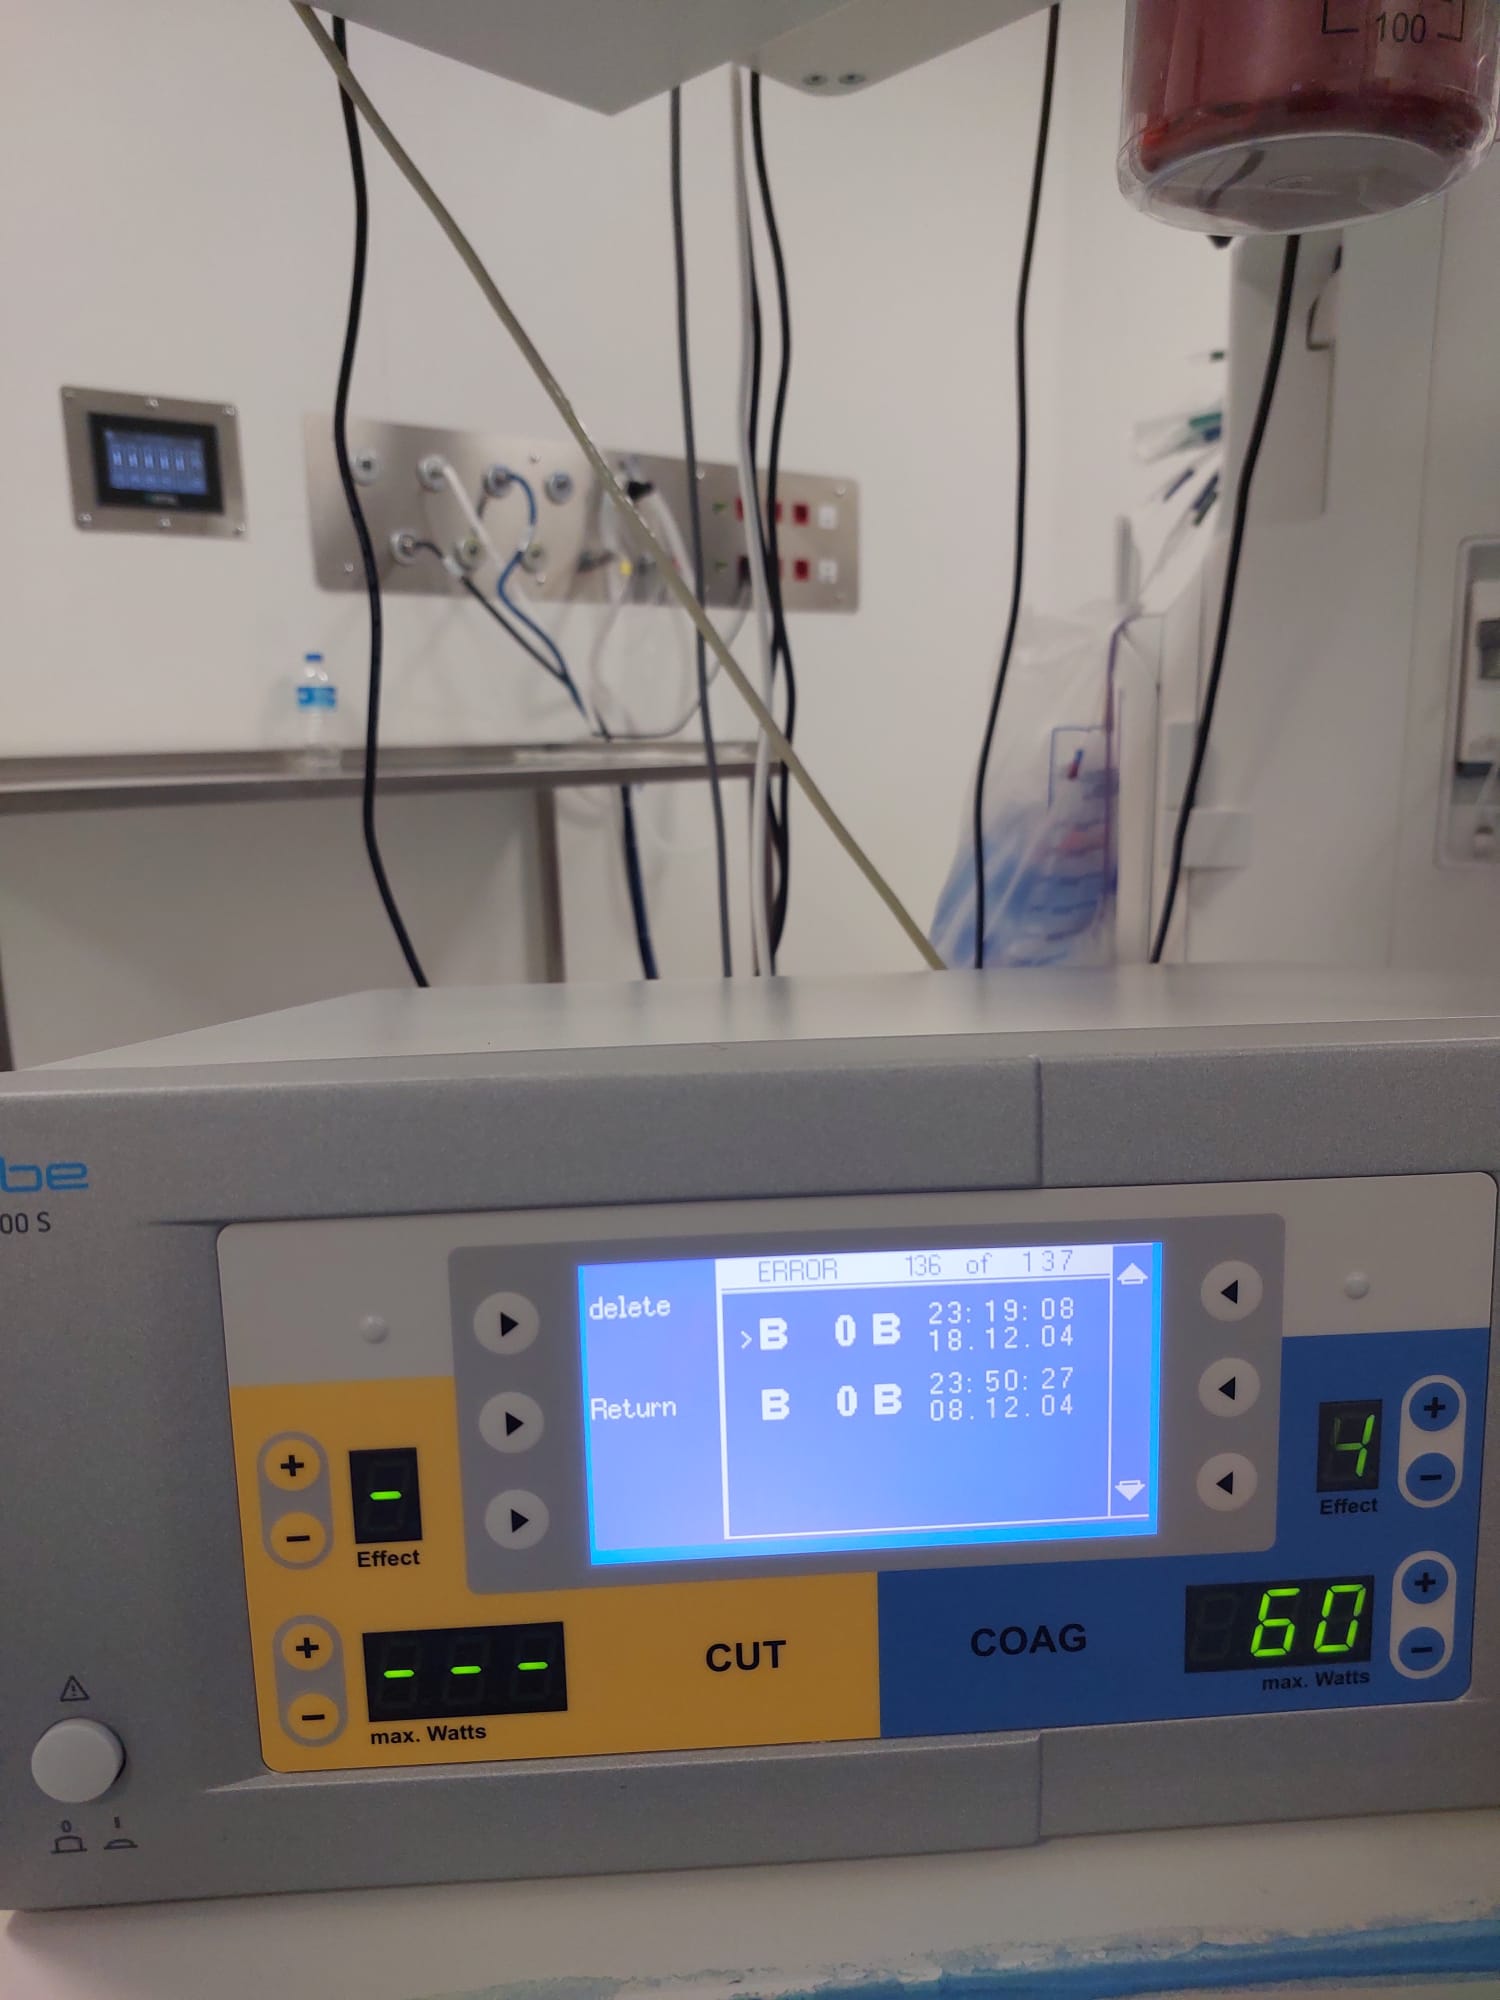 100
be
00 S
ERROR 136 of 137
delete
>B 0B 23:19:08
18.12.04
B 0B 23:50:27
08.12.04
Return
+
-
-
Effect
4
Effect
+
-
+
-
- - -
max. Watts
CUT
COAG
60
max. Watts
+
-
0 I